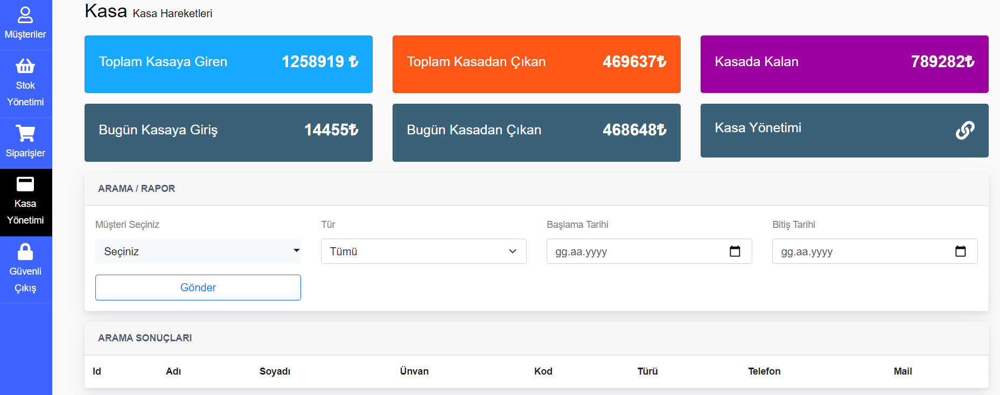 Müşteriler
Stok
Yönetimi
Siparişler
Kasa
Yönetimi
Güvenli
Çıkış
Kasa Kasa Hareketleri
Toplam Kasaya Giren 1258919 ₺
Toplam Kasadan Çıkan 469637₺
Kasada Kalan 789282₺
Bugün Kasaya Giriş 14455₺
Bugün Kasadan Çıkan 468648₺
Kasa Yönetimi
ARAMA / RAPOR
Müşteri Seçiniz Tür Başlama Tarihi Bitiş Tarihi
Seçiniz Tümü gg.aa.yyyy gg.aa.yyyy
Gönder
ARAMA SONUÇLARI
Id Adı Soyadı Ünvan Kod Türü Telefon Mail